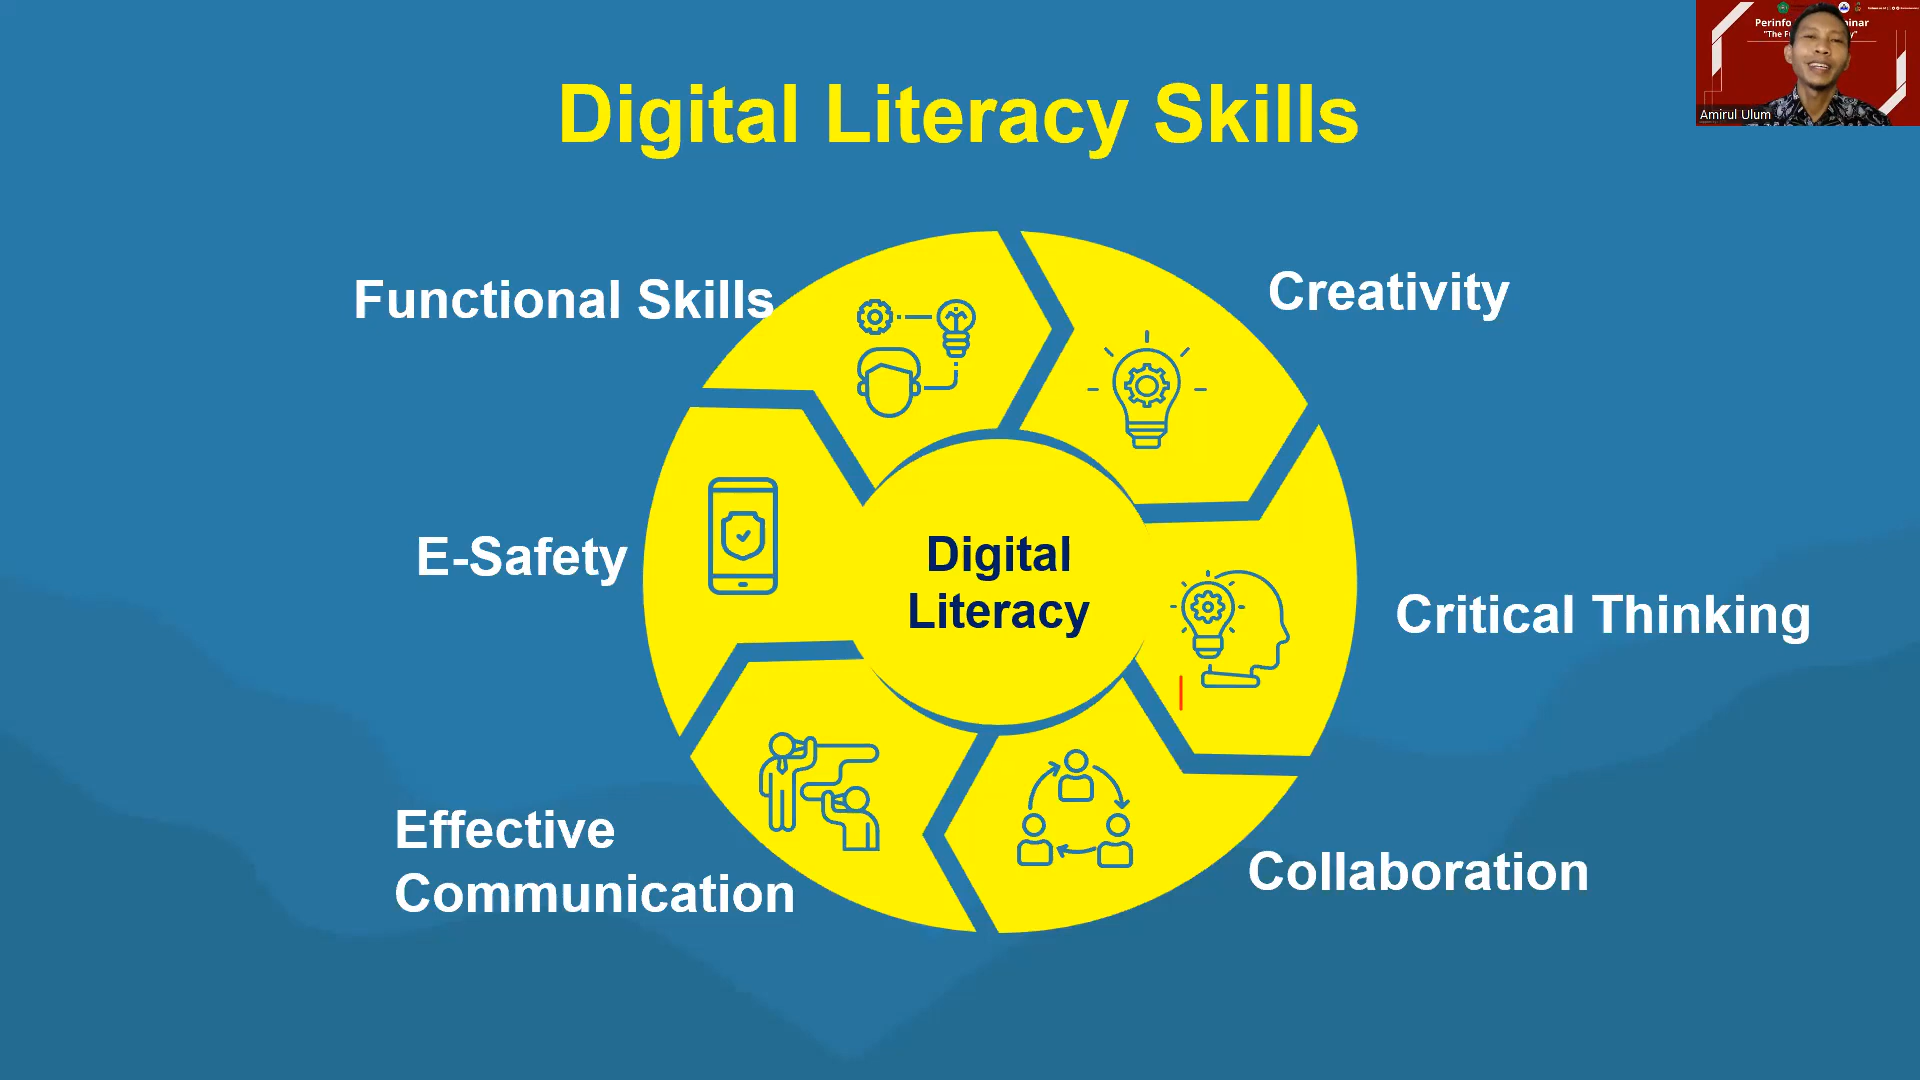 Digital Literacy Skills
Functional Skills
Creativity
E-Safety
Digital
Literacy
Critical Thinking
Effective
Communication
Collaboration
Amirul Ulum